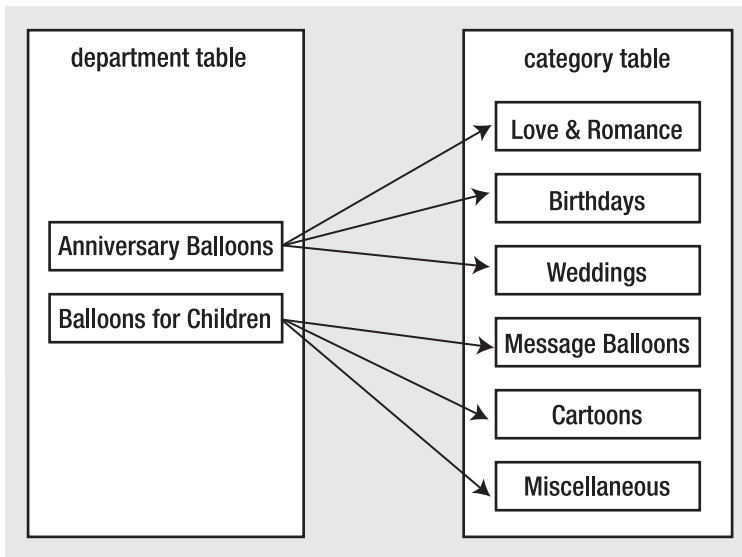 department table
Anniversary Balloons
Balloons for Children
category table
Love & Romance
Birthdays
Weddings
Message Balloons
Cartoons
Miscellaneous